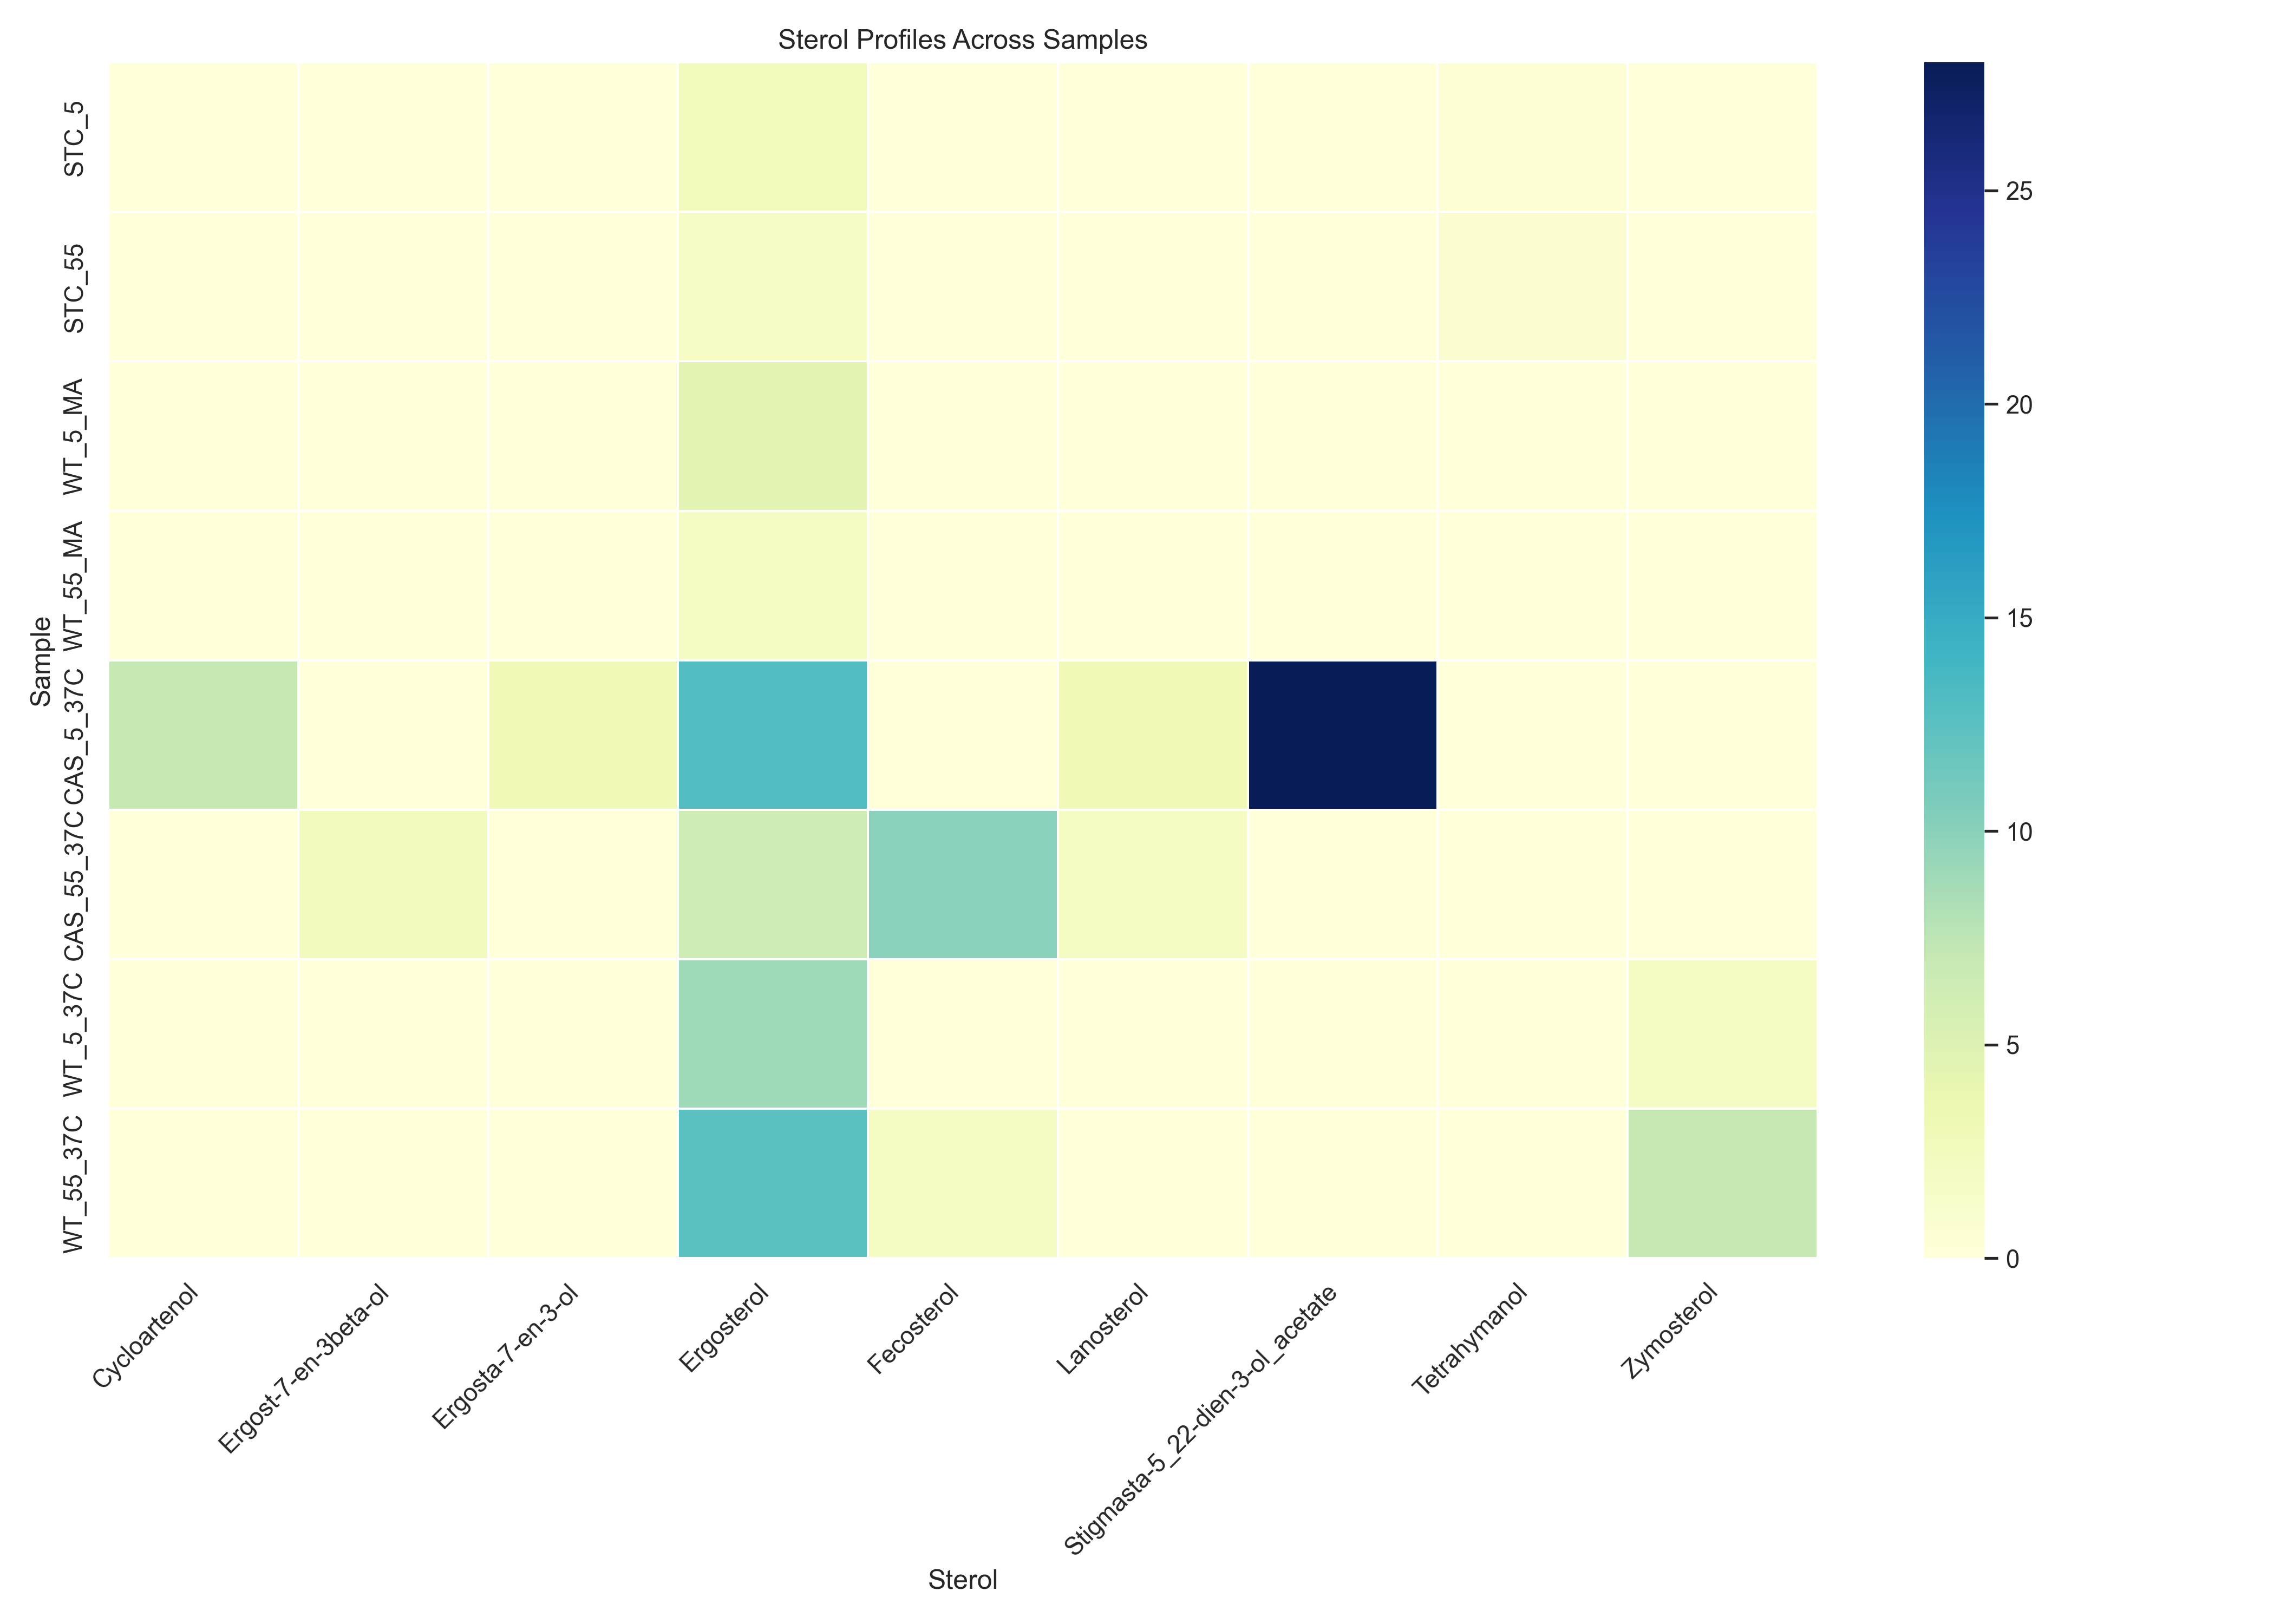 Sterol Profiles Across Samples
Sample
STC_5
STC_55
WT_5_MA
WT_55_MA
CAS_5_37C
CAS_55_37C
WT_5_37C
WT_55_37C
Cycloartenol
Ergost-7-en-3beta-ol
Ergosta-7-en-3-ol
Ergosterol
Fecosterol
Lanosterol
Stigmasta-5_22-dien-3-ol_acetate
Tetrahymanol
Zymosterol
Sterol
25
20
15
10
5
0